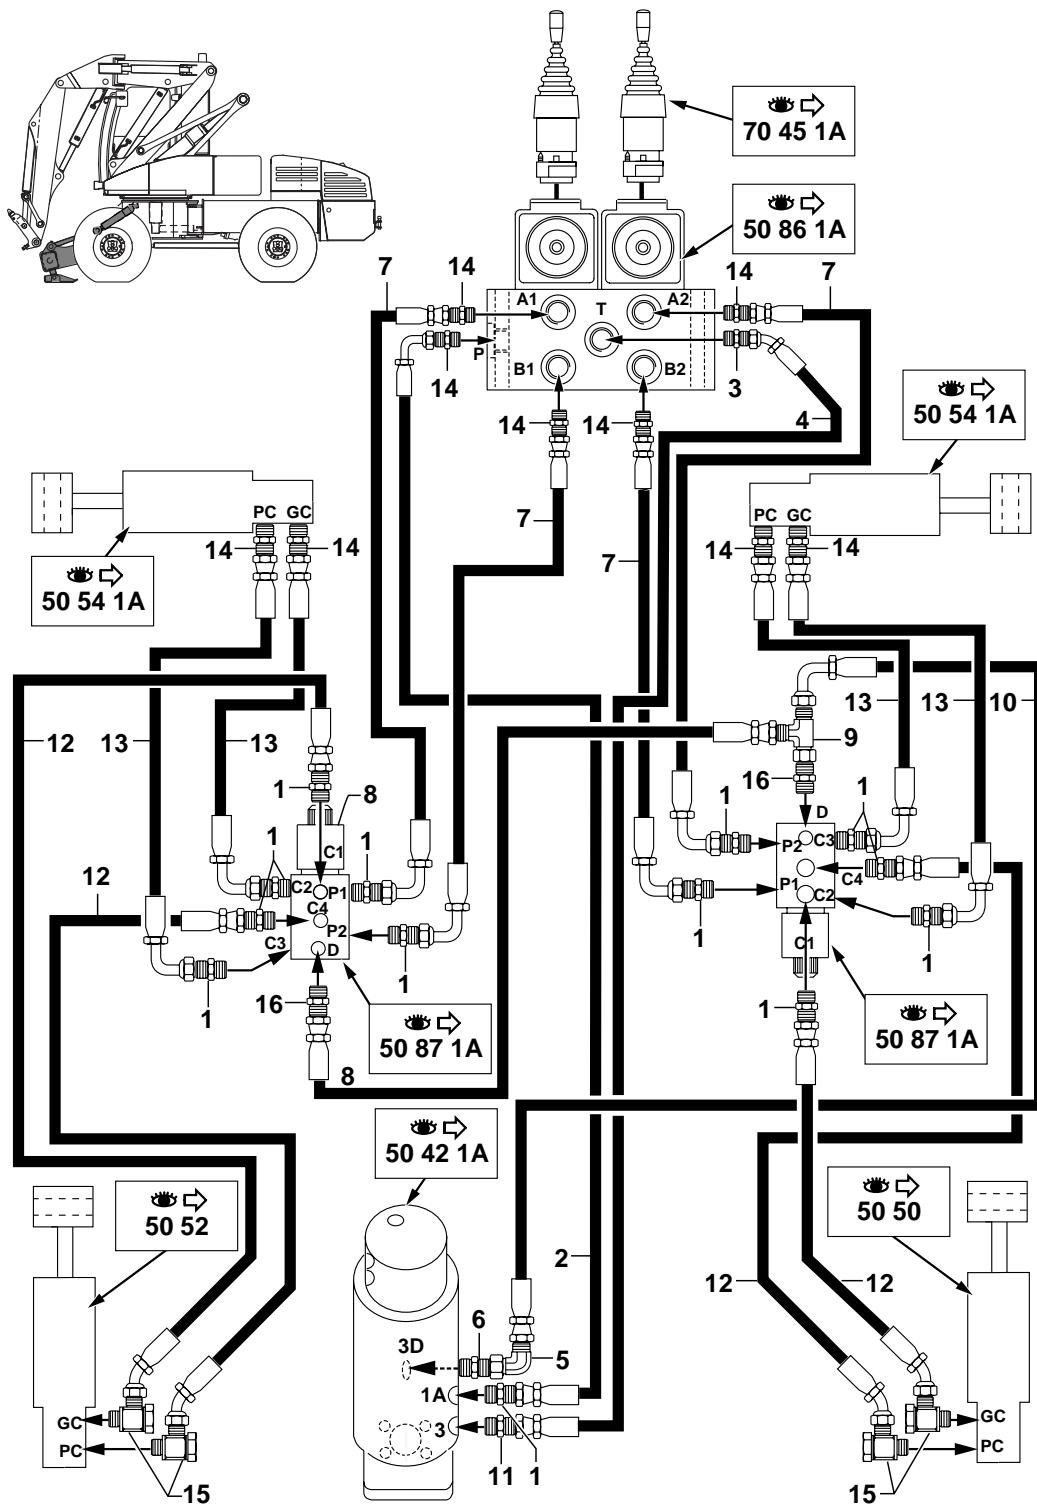 70 45 1A
50 86 1A
7
14
14
7
A1
T
A2
P
B1
B2
14
3
4
50 54 1A
14
14
PC
GC
7
7
PC
GC
14
14
14
14
50 54 1A
12
13
13
13
13
10
9
1
8
16
1
1
D
C1
1
1
P2
C3
12
C2
P1
C4
P2
C3
D
P1
C4
C2
1
1
1
1
C1
16
1
50 87 1A
50 87 1A
8
50 42 1A
50 52
50 50
2
12
12
6
3D
5
1A
3
GC
PC
GC
PC
15
11
1
15